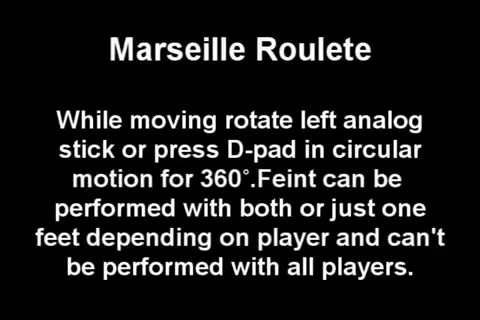 Marseille Roulete
While moving rotate left analog
stick or press D-pad in circular
motion for 360°.Feint can be
performed with both or just one
feet depending on player and can't
be performed with all players.